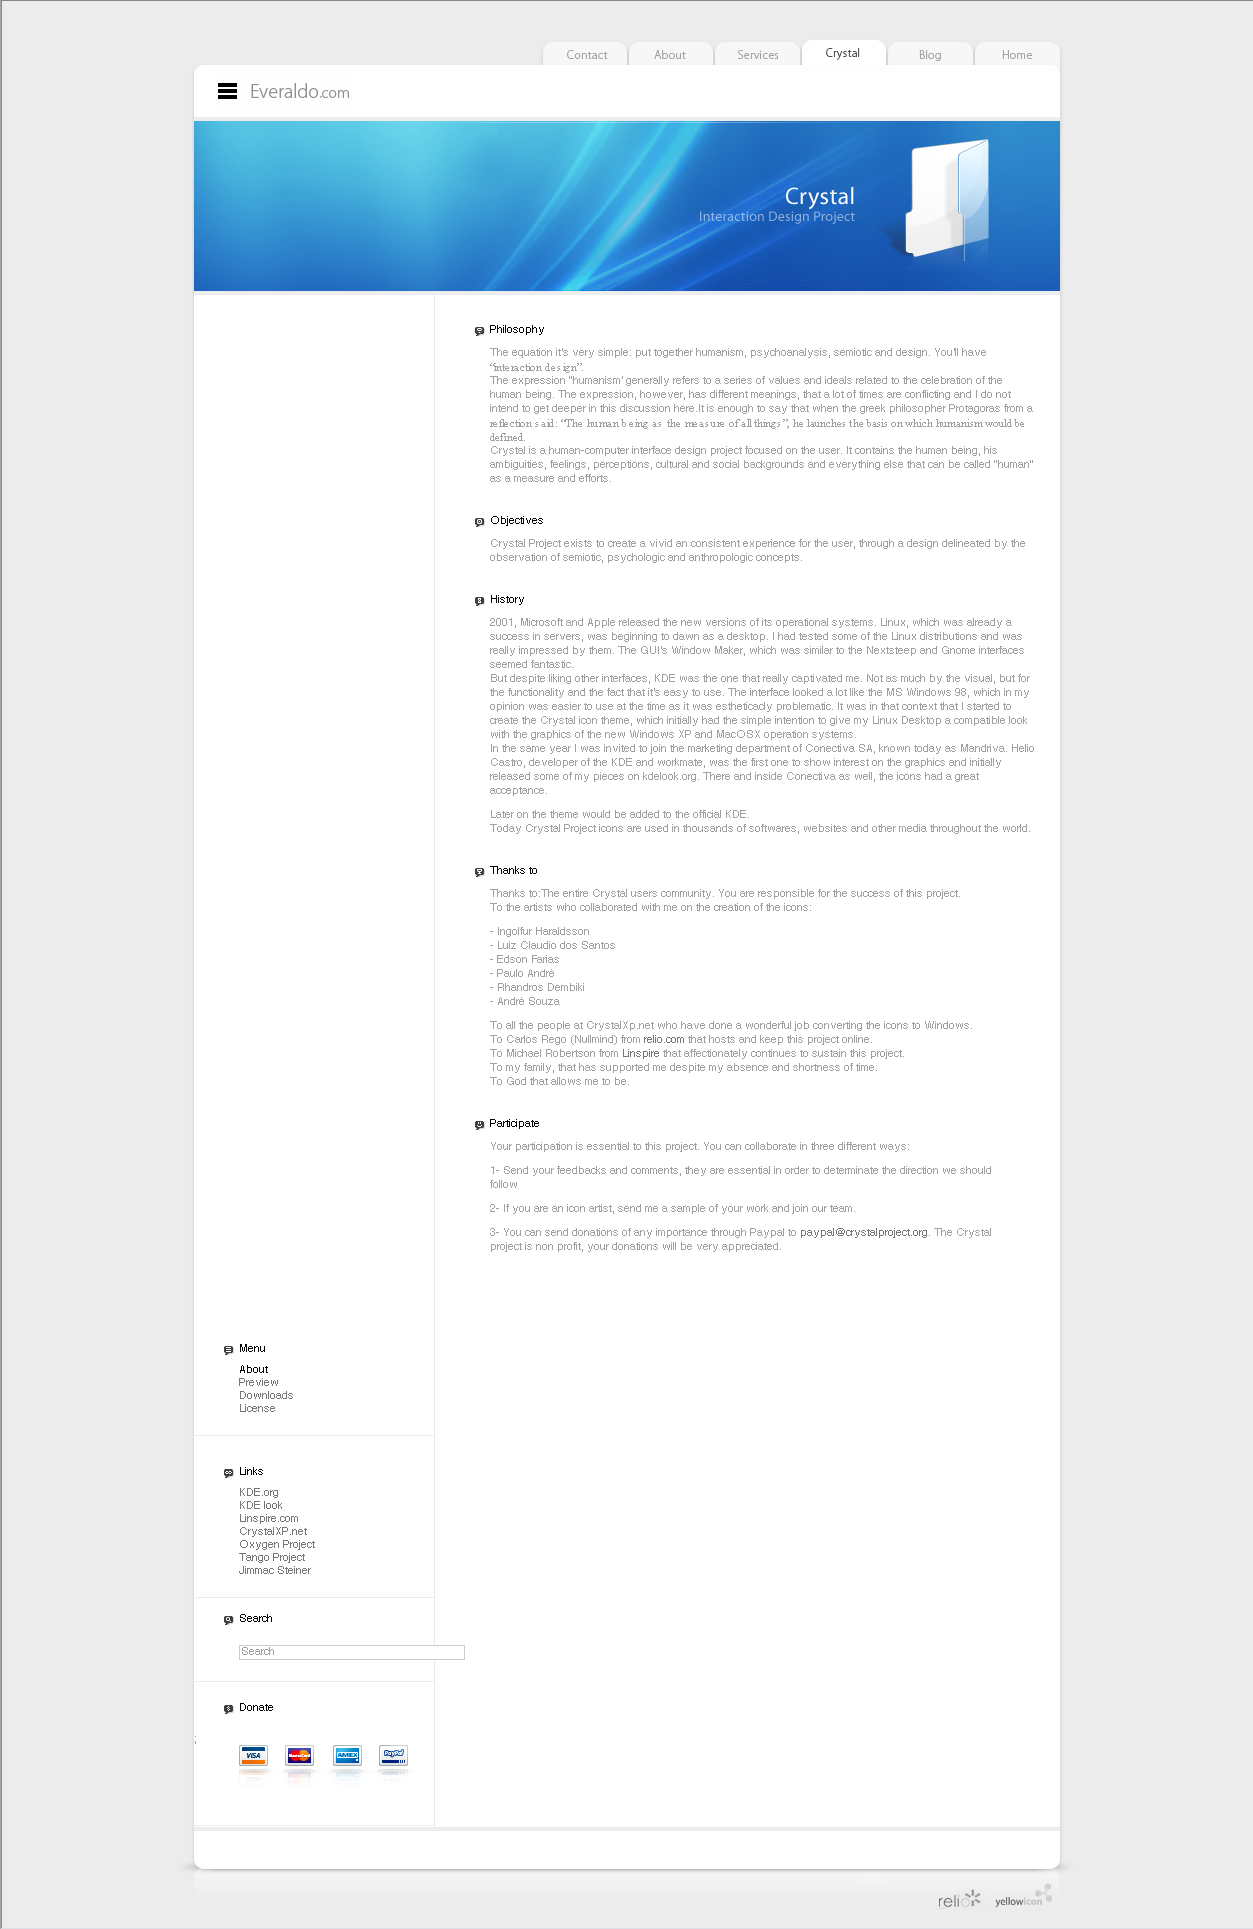 Contact
About
Services
Crystal
Blog
Home
Everaldo.com
Crystal
Interaction Design Project
Philosophy
The equation it's very simple: put together humanism, psychoanalysis, semiotic and design. You'll have
“interaction design”.
The expression "humanism' generally refers to a series of values and ideals related to the celebration of the
human being. The expression, however, has different meanings, that a lot of times are conflicting and I do not
intend to get deeper in this discussion here.It is enough to say that when the greek philosopher Protagoras from a
reflection said: “The human being as the measure of all things”, he launches the basis on which humanism would be
defined.
Crystal is a human-computer interface design project focused on the user. It contains the human being, his
ambiguities, feelings, perceptions, cultural and social backgrounds and everything else that can be called "human"
as a measure and efforts.
Objectives
Crystal Project exists to create a vivid an consistent experience for the user, through a design delineated by the
observation of semiotic, psychologic and anthropologic concepts.
History
2001, Microsoft and Apple released the new versions of its operational systems. Linux, which was already a
success in servers, was beginning to dawn as a desktop. I had tested some of the Linux distributions and was
really impressed by them. The GUI's Window Maker, which was similar to the Nextsteep and Gnome interfaces
seemed fantastic.
But despite liking other interfaces, KDE was the one that really captivated me. Not as much by the visual, but for
the functionality and the fact that it's easy to use. The interface looked a lot like the MS Windows 98, which in my
opinion was easier to use at the time as it was estheticacly problematic. It was in that context that I started to
create the Crystal icon theme, which initially had the simple intention to give my Linux Desktop a compatible look
with the graphics of the new Windows XP and MacOSX operation systems.
In the same year I was invited to join the marketing department of Conectiva SA, known today as Mandriva. Helio
Castro, developer of the KDE and workmate, was the first one to show interest on the graphics and initially
released some of my pieces on kdelook.org. There and inside Conectiva as well, the icons had a great
acceptance.
Later on the theme would be added to the official KDE.
Today Crystal Project icons are used in thousands of softwares, websites and other media throughout the world.
Thanks to
Thanks to:The entire Crystal users community. You are responsible for the success of this project.
To the artists who collaborated with me on the creation of the icons:
- Ingolfur Haraldsson
- Luiz Claudio dos Santos
- Edson Farias
- Paulo André
- Rhandros Dembiki
- André Souza
To all the people at CrystalXp.net who have done a wonderful job converting the icons to Windows.
To Carlos Rego (Nullmind) from relio.com that hosts and keep this project online.
To Michael Robertson from Linspire that affectionately continues to sustain this project.
To my family, that has supported me despite my absence and shortness of time.
To God that allows me to be.
Participate
Your participation is essential to this project. You can collaborate in three different ways:
1- Send your feedbacks and comments, they are essential in order to determinate the direction we should
follow
2- If you are an icon artist, send me a sample of your work and join our team.
3- You can send donations of any importance through Paypal to paypal@crystalproject.org. The Crystal
project is non profit, your donations will be very appreciated.
Menu
About
Preview
Downloads
License
Links
KDE.org
KDE look
Linspire.com
CrystalXP.net
Oxygen Project
Tango Project
Jimmac Steiner
Search
Search
Donate
;
VISA
MasterCard
AMEX
PayPal
relio
yellowicon